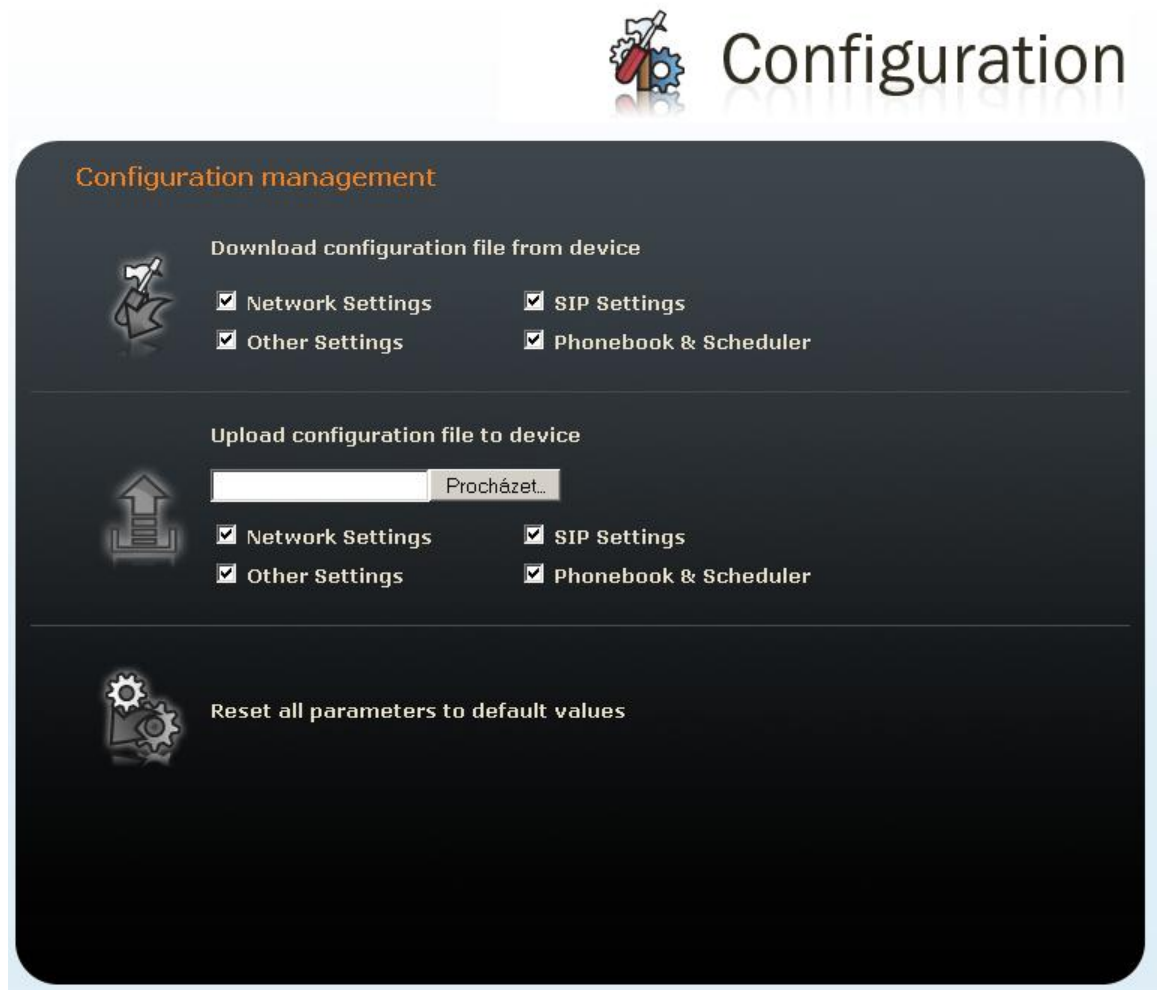 Configuration
Configuration management
Download configuration file from device
Network Settings SIP Settings
Other Settings Phonebook & Scheduler
Upload configuration file to device
Procházet...
Network Settings SIP Settings
Other Settings Phonebook & Scheduler
Reset all parameters to default values